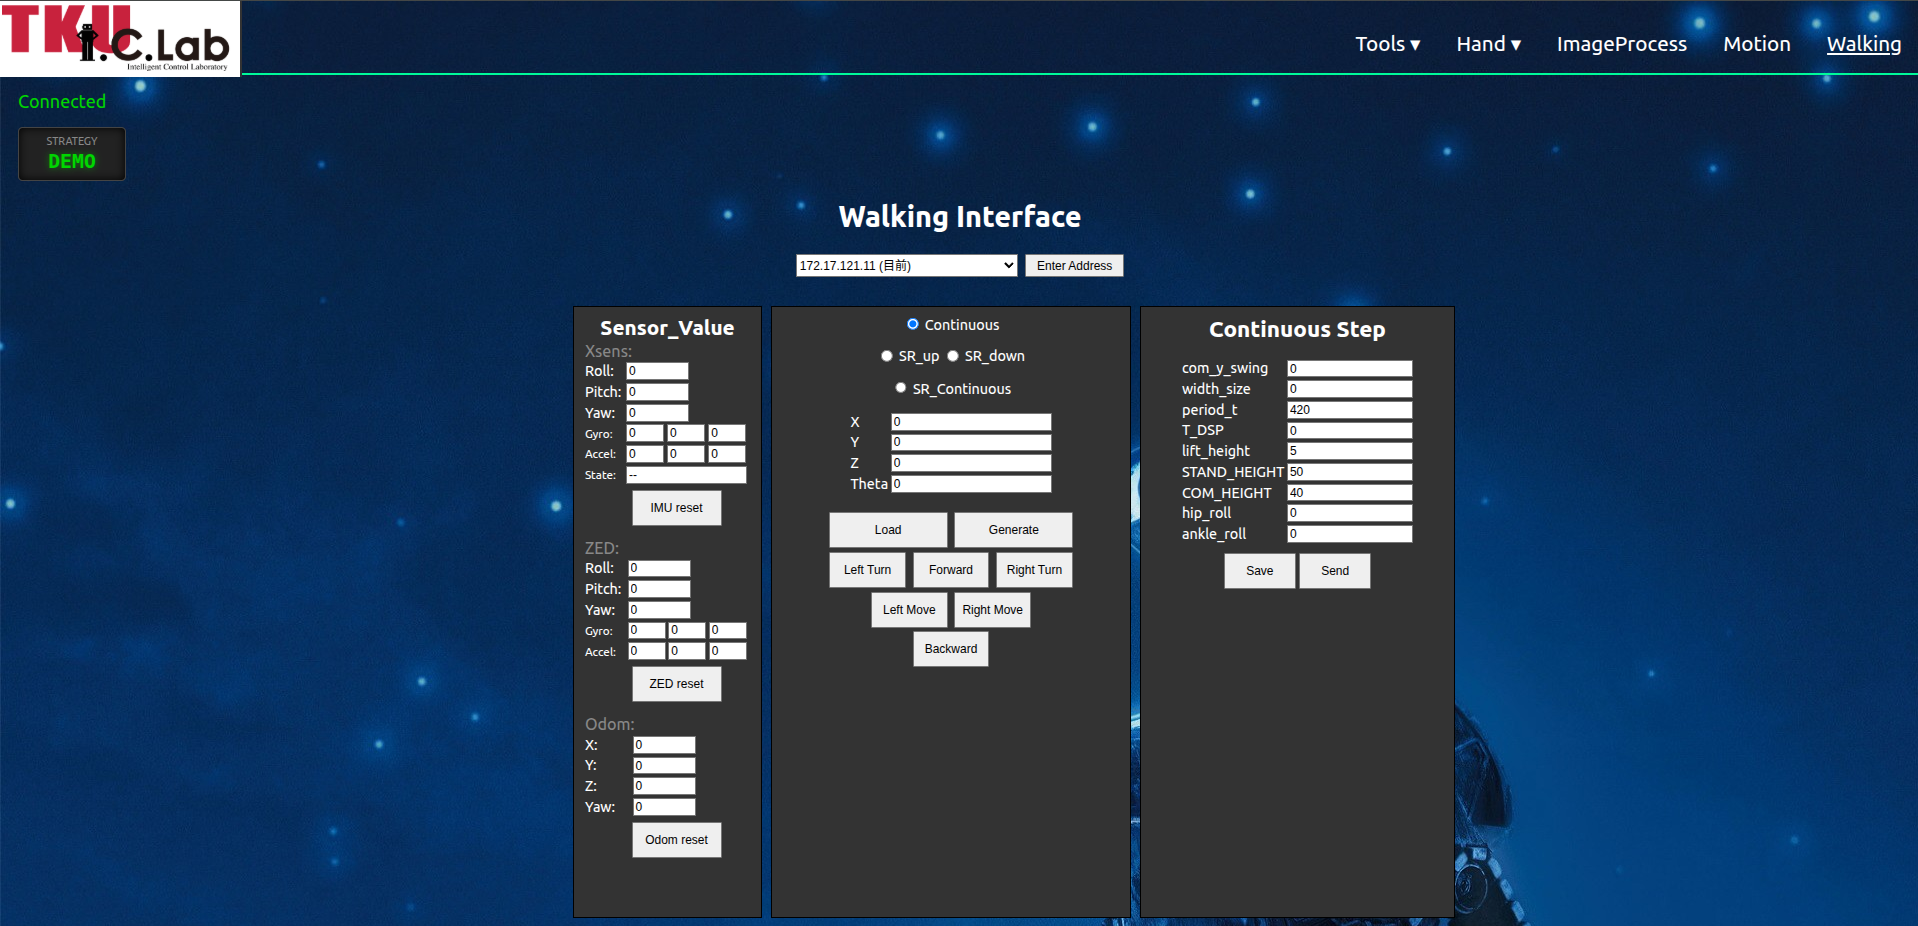 TKU I.C.Lab
Intelligent Control Laboratory
Tools ▾ Hand ▾ ImageProcess Motion Walking
Connected
STRATEGY
DEMO
Walking Interface
172.17.121.11 (目前) Enter Address
Sensor_Value
Xsens:
Roll: 0
Pitch: 0
Yaw: 0
Gyro: 0 0 0
Accel: 0 0 0
State: --
IMU reset
ZED:
Roll: 0
Pitch: 0
Yaw: 0
Gyro: 0 0 0
Accel: 0 0 0
ZED reset
Odom:
X: 0
Y: 0
Z: 0
Yaw: 0
Odom reset
Continuous
SR_up SR_down
SR_Continuous
X 0
Y 0
Z 0
Theta 0
Load Generate
Left Turn Forward Right Turn
Left Move Right Move
Backward
Continuous Step
com_y_swing 0
width_size 0
period_t 420
T_DSP 0
lift_height 5
STAND_HEIGHT 50
COM_HEIGHT 40
hip_roll 0
ankle_roll 0
Save Send